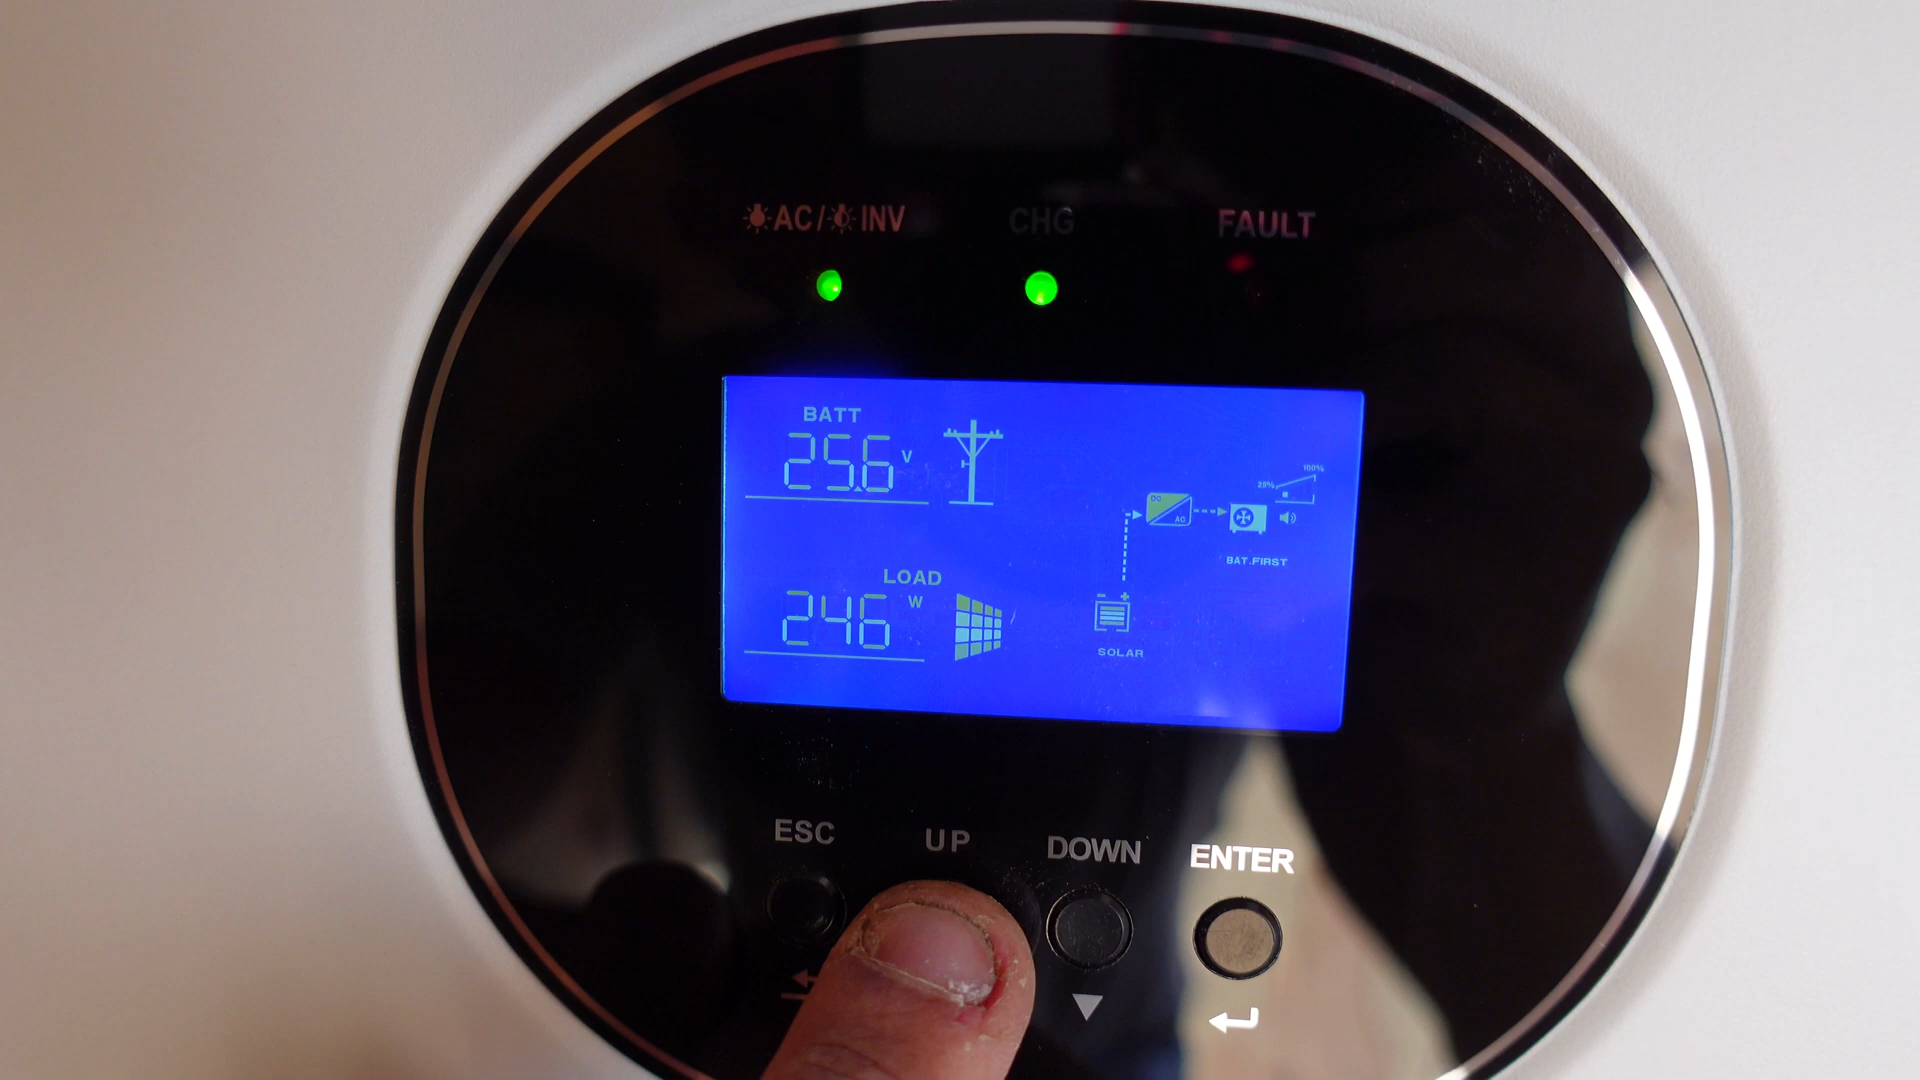 AC/ INV CHG FAULT
BATT
25.6 V
100%
25%
DC
AC
BAT.FIRST
LOAD
246 W
- +
SOLAR
ESC UP DOWN ENTER